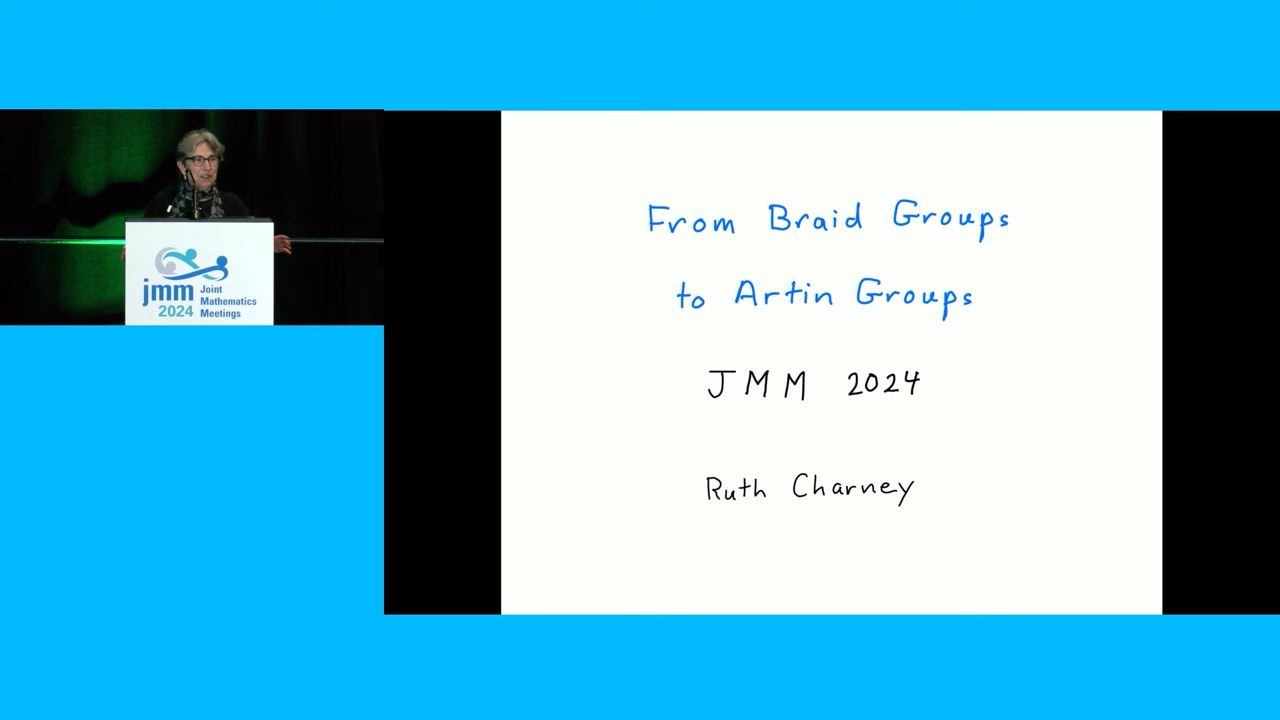 jmm
2024
Joint
Mathematics
Meetings
From Braid Groups
to Artin Groups
JMM 2024
Ruth Charney